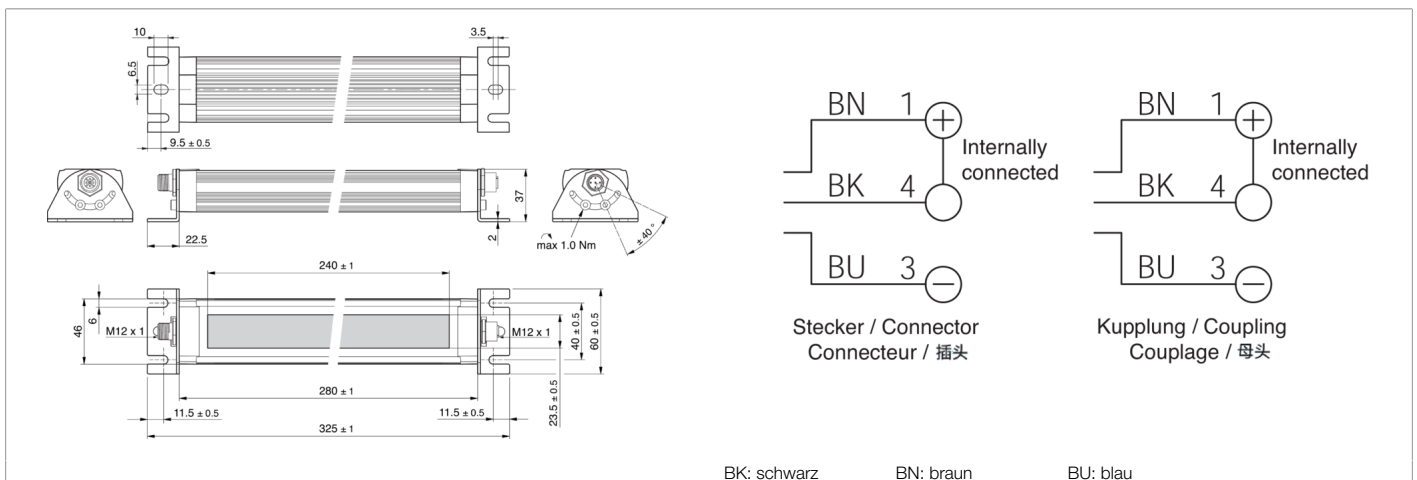 10
3.5
6.5
9.5 ± 0.5
22.5
37
2
max 1.0 Nm
± 40 °
240 ± 1
46
6
M12 x 1
M12 x 1
40 ± 0.5
60 ± 0.5
23.5 ± 0.5
280 ± 1
11.5 ± 0.5
11.5 ± 0.5
325 ± 1
BN 1
+
Internally
connected
BK 4
BU 3
−
Stecker / Connector
Connecteur / 插头
BN 1
+
Internally
connected
BK 4
BU 3
−
Kupplung / Coupling
Couplage / 母头
BK: schwarz BN: braun BU: blau